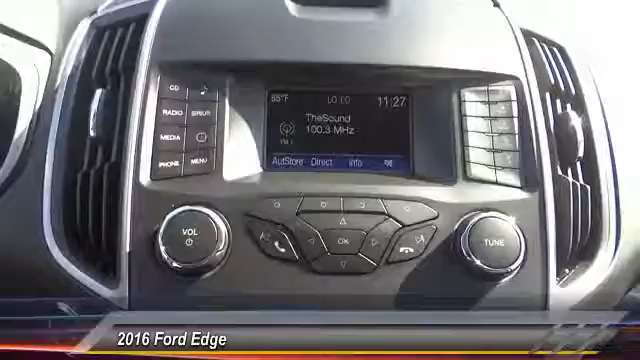 CD
RADIO SIRIUS
MEDIA
PHONE MENU
11:27
TheSound
100.3 MHz
AutoStore Direct Info
VOL
OK
TUNE
2016 Ford Edge